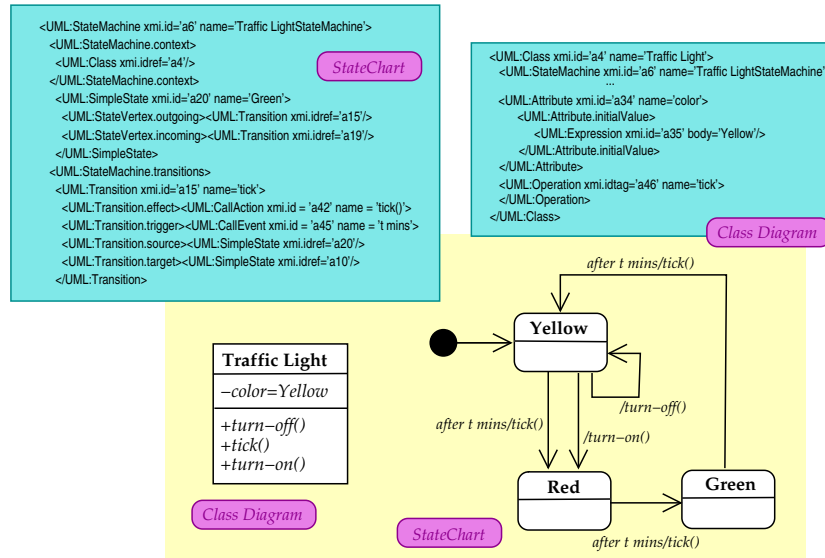 <UML:StateMachine xmi.id='a6' name='Traffic LightStateMachine'>
<UML:StateMachine.context>
<UML:Class xmi.idref='a4'/>
</UML:StateMachine.context>
<UML:SimpleState xmi.id='a20' name='Green'>
<UML:StateVertex.outgoing><UML:Transition xmi.idref='a15'/>
<UML:StateVertex.incoming><UML:Transition xmi.idref='a19'/>
</UML:SimpleState>
<UML:StateMachine.transitions>
<UML:Transition xmi.id='a15' name='tick'>
<UML:Transition.effect><UML:CallAction xmi.id = 'a42' name = 'tick()'>
<UML:Transition.trigger><UML:CallEvent xmi.id = 'a45' name = 't mins'>
<UML:Transition.source><UML:SimpleState xmi.idref='a20'/>
<UML:Transition.target><UML:SimpleState xmi.idref='a10'/>
</UML:Transition>
StateChart
<UML:Class xmi.id='a4' name='Traffic Light'>
<UML:StateMachine xmi.id='a6' name='Traffic LightStateMachine'
...
<UML:Attribute xmi.id='a34' name='color'>
<UML:Attribute.initialValue>
<UML:Expression xmi.id='a35' body='Yellow'/>
</UML:Attribute.initialValue>
</UML:Attribute>
<UML:Operation xmi.idtag='a46' name='tick'>
</UML:Operation>
</UML:Class>
Class Diagram
Traffic Light
−color=Yellow
+turn−off()
+tick()
+turn−on()
Class Diagram
after t mins/tick()
Yellow
/turn−off()
after t mins/tick()
/turn−on()
Red
Green
after t mins/tick()
StateChart